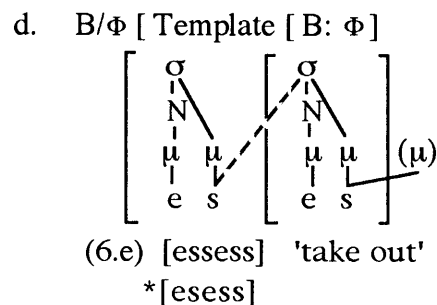 d. B/Φ [ Template [ B: Φ]
σ σ
N N
μ μ μ μ (μ)
e s e s
(6.e) [essess] 'take out'
*[esess]